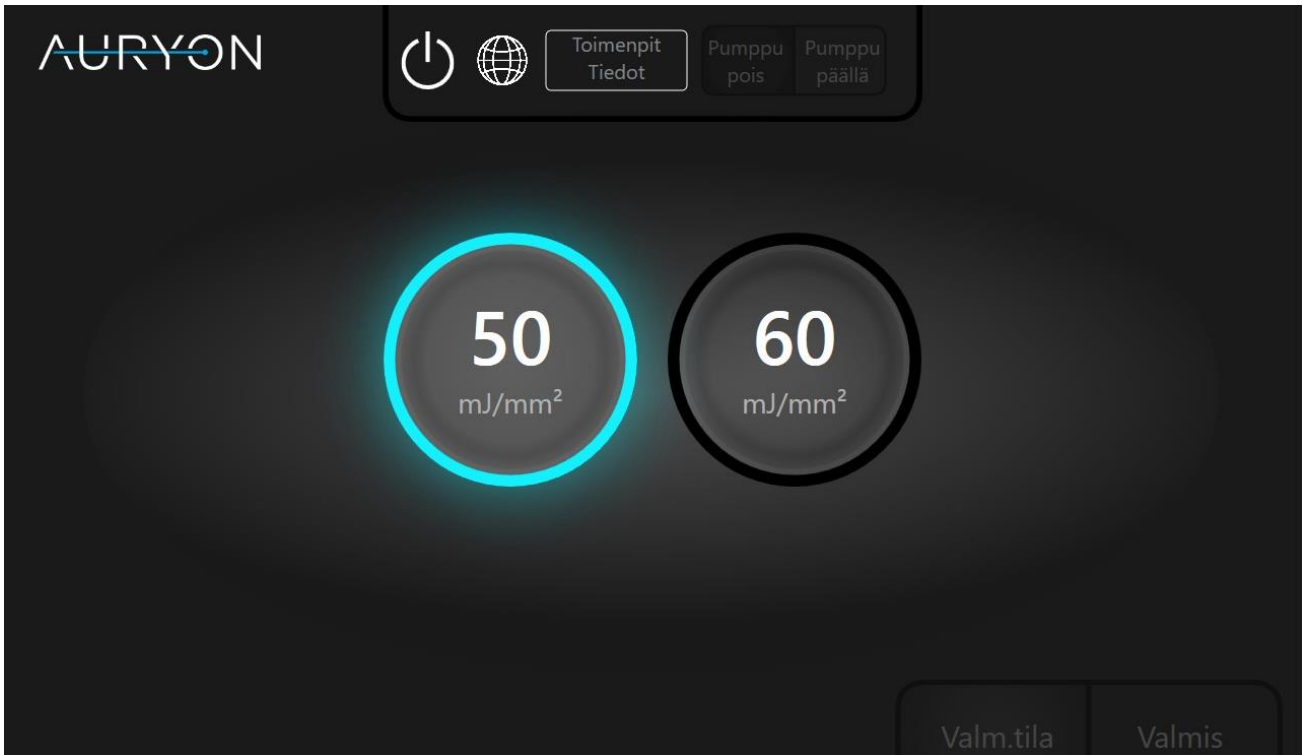 AURYON
Toimenpit
Tiedot
Pumppu
pois
Pumppu
päällä
50
mJ/mm²
60
mJ/mm²
Valm.tila
Valmis